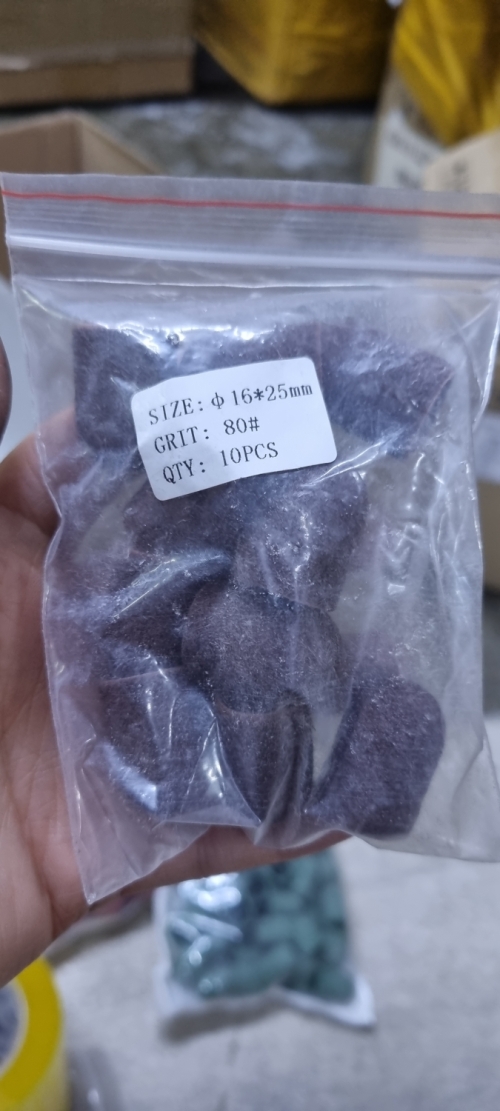 SIZE: φ16*25mm
GRIT: 80#
QTY: 10PCS